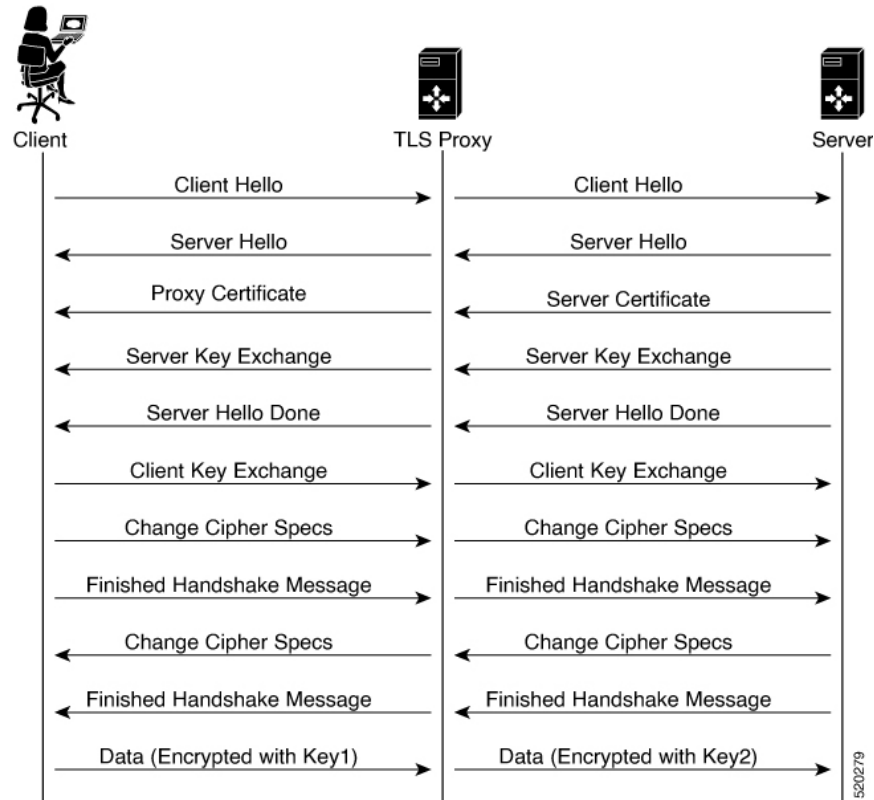 Client
TLS Proxy
Server
Client Hello
Client Hello
Server Hello
Server Hello
Proxy Certificate
Server Certificate
Server Key Exchange
Server Key Exchange
Server Hello Done
Server Hello Done
Client Key Exchange
Client Key Exchange
Change Cipher Specs
Change Cipher Specs
Finished Handshake Message
Finished Handshake Message
Change Cipher Specs
Change Cipher Specs
Finished Handshake Message
Finished Handshake Message
Data (Encrypted with Key1)
Data (Encrypted with Key2)
520279